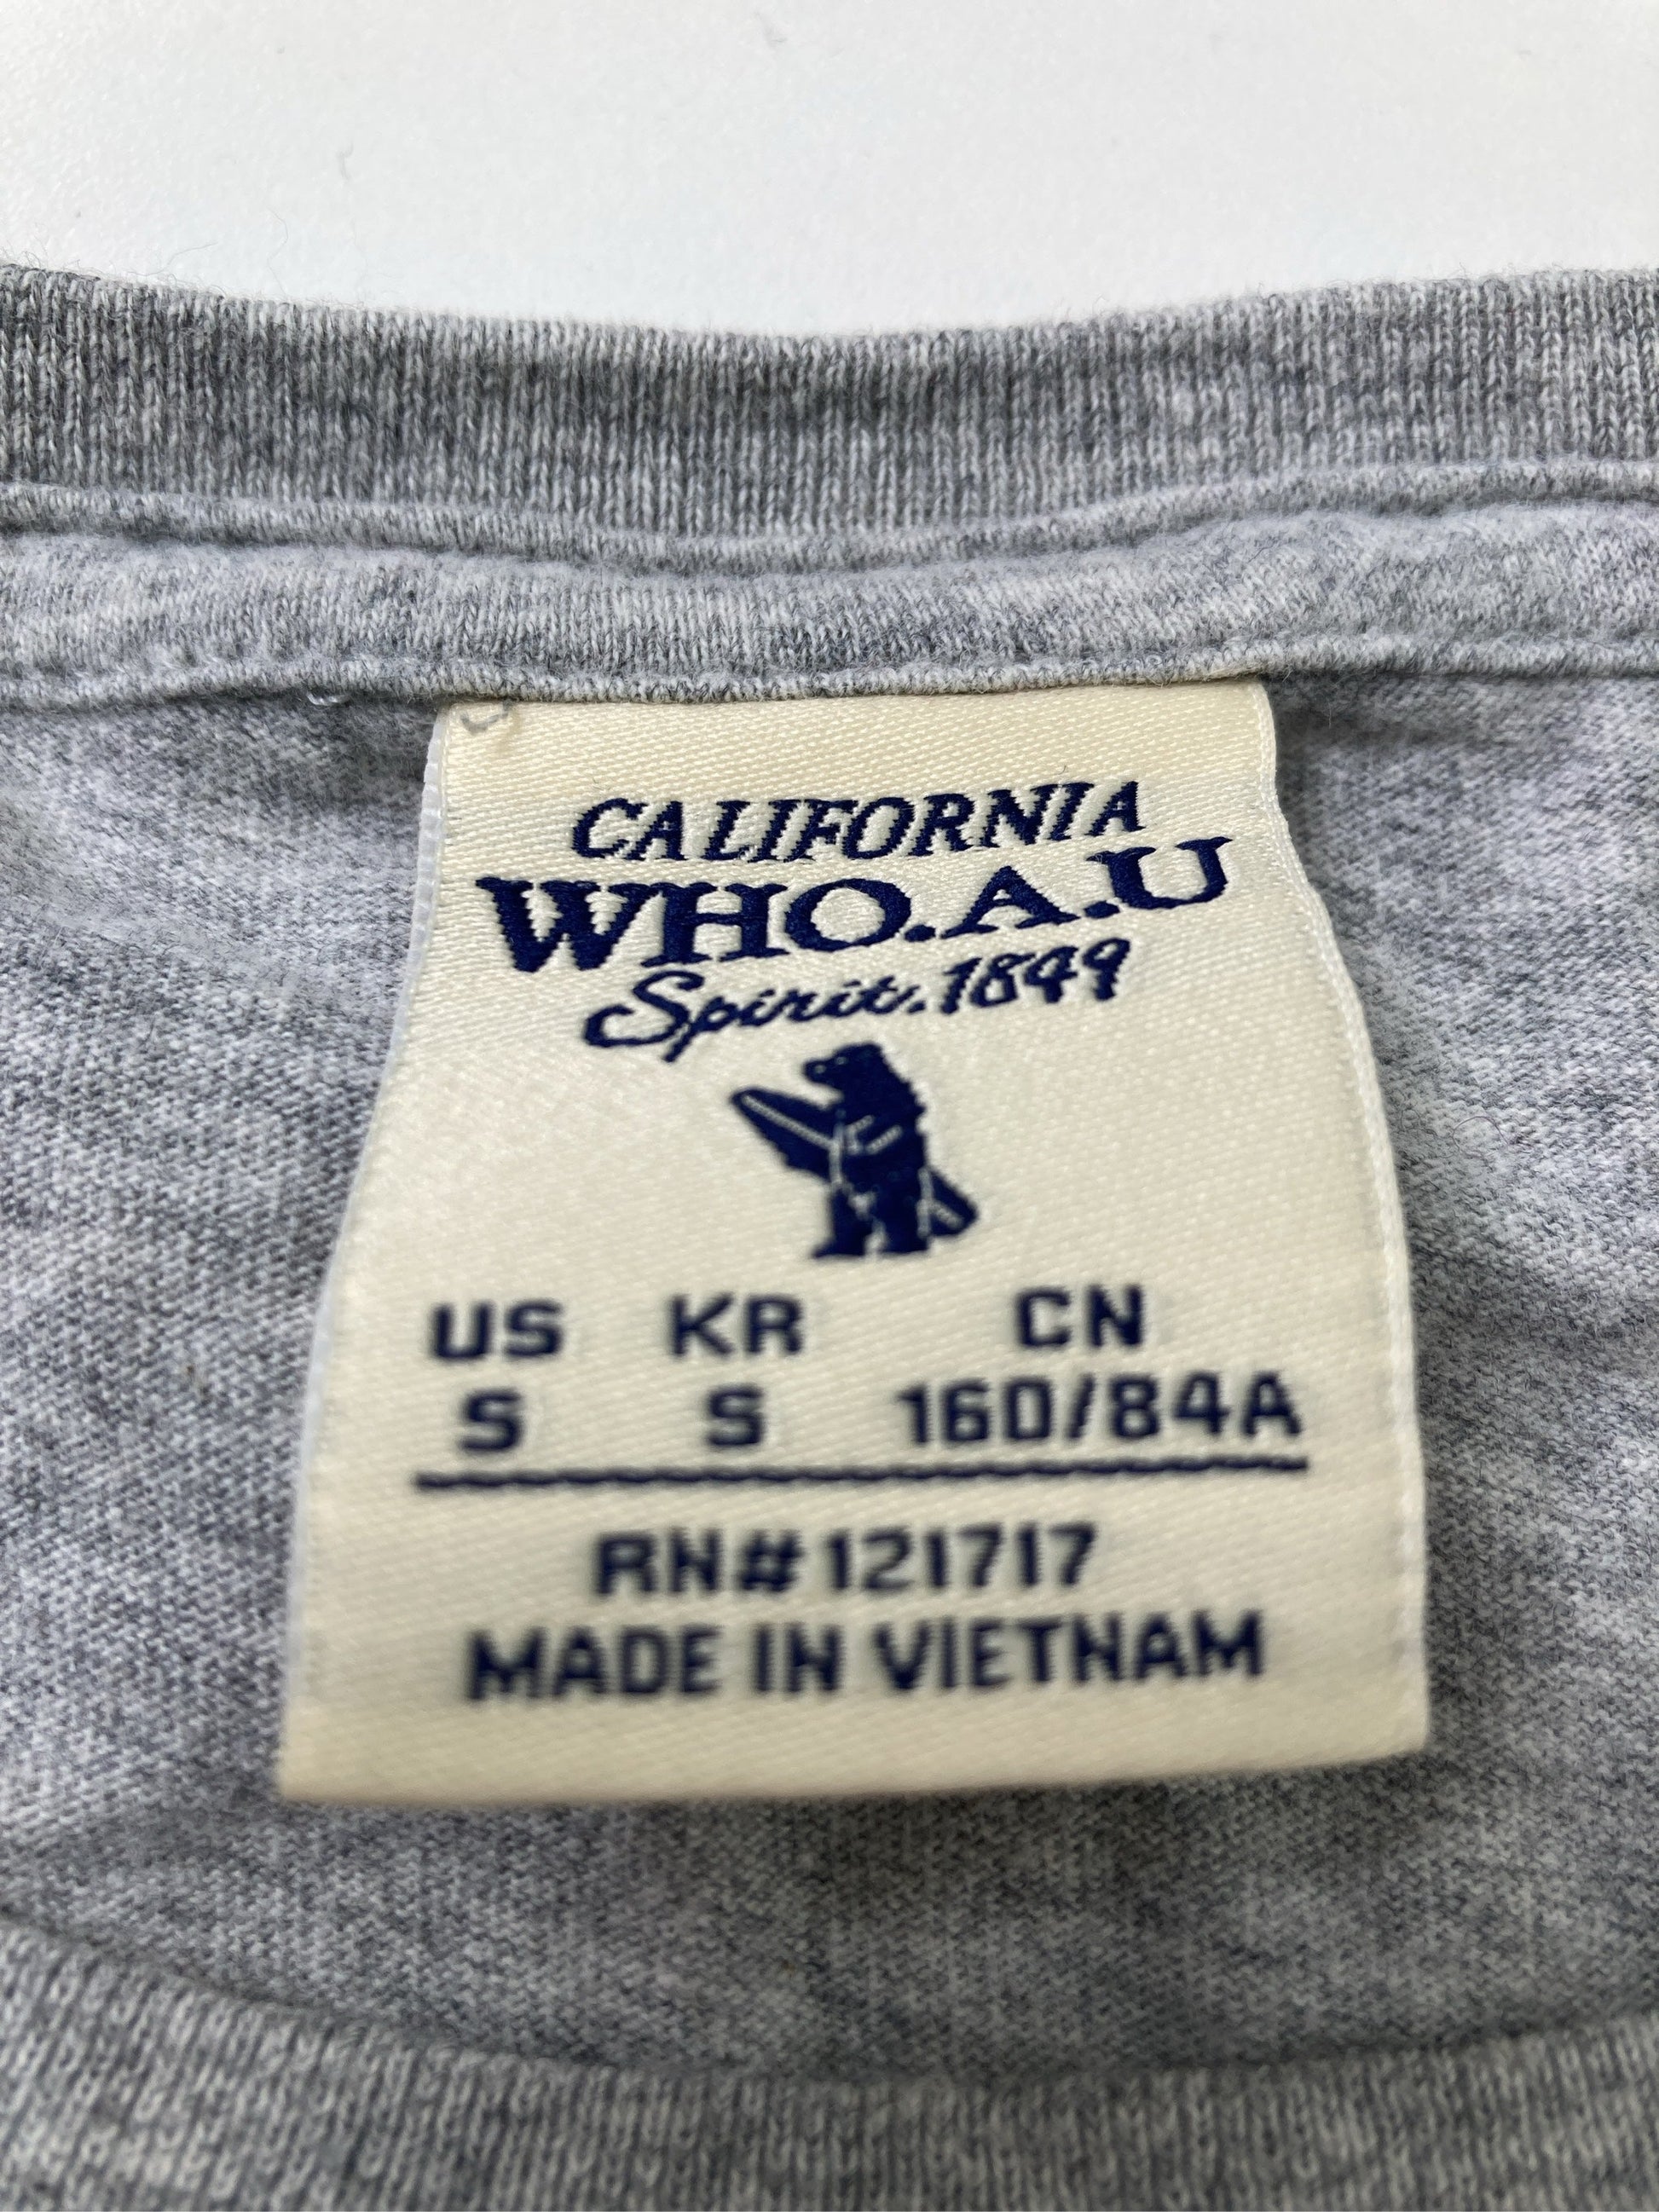 CALIFORNIA
WHO.A.U
Spirit.1849
US KR CN
S S 160/84A
RN#121717
MADE IN VIETNAM